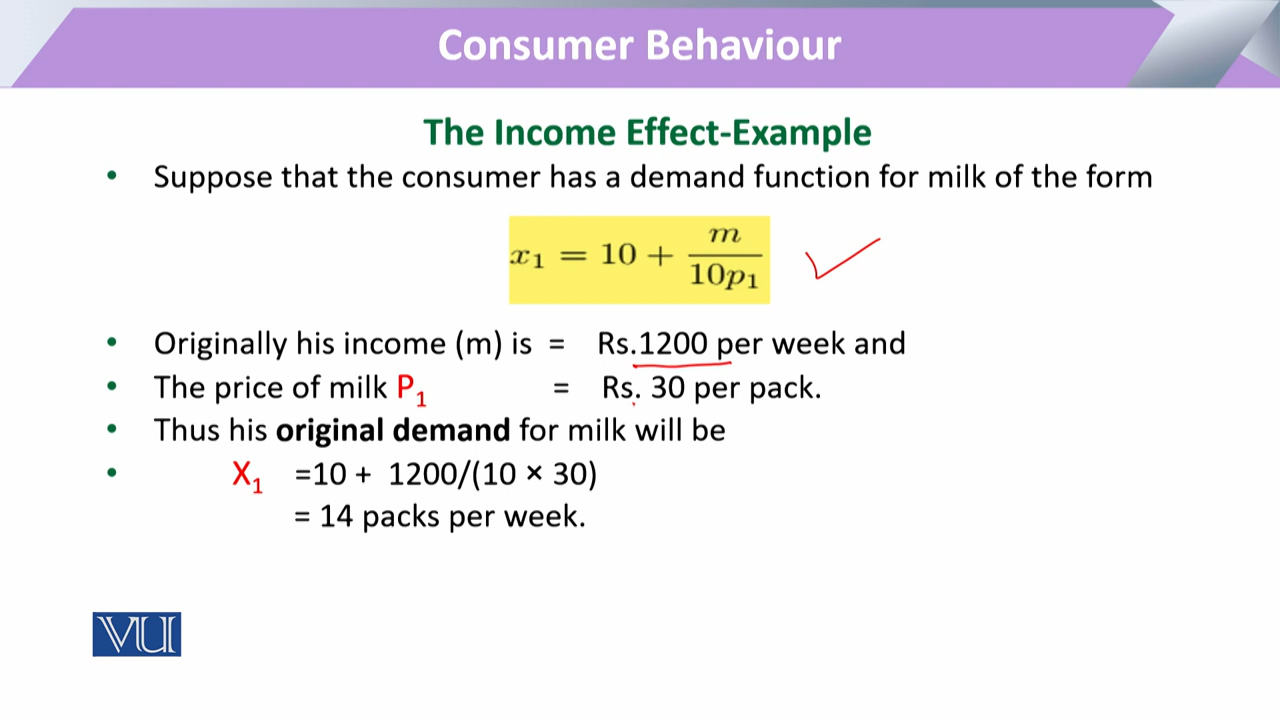 Consumer Behaviour
The Income Effect-Example
• Suppose that the consumer has a demand function for milk of the form
x₁ = 10 + m/10p₁
• Originally his income (m) is = Rs.1200 per week and
• The price of milk P₁ = Rs. 30 per pack.
• Thus his original demand for milk will be
• X₁ =10 + 1200/(10 × 30)
= 14 packs per week.
VU